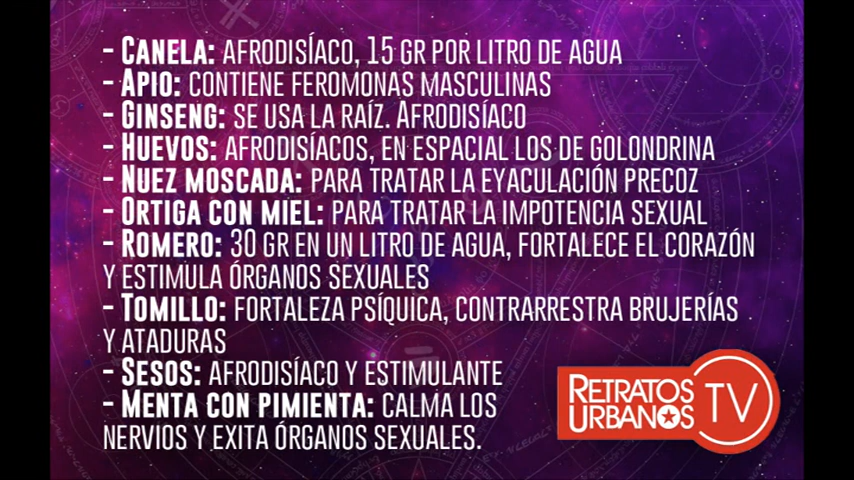 - CANELA: AFRODISÍACO, 15 GR POR LITRO DE AGUA
- APIO: CONTIENE FEROMONAS MASCULINAS
- GINSENG: SE USA LA RAÍZ. AFRODISÍACO
- HUEVOS: AFRODISÍACOS, EN ESPACIAL LOS DE GOLONDRINA
- NUEZ MOSCADA: PARA TRATAR LA EYACULACIÓN PRECOZ
- ORTIGA CON MIEL: PARA TRATAR LA IMPOTENCIA SEXUAL
- ROMERO: 30 GR EN UN LITRO DE AGUA, FORTALECE EL CORAZÓN
Y ESTIMULA ÓRGANOS SEXUALES
- TOMILLO: FORTALEZA PSÍQUICA, CONTRARRESTRA BRUJERÍAS
Y ATADURAS
- SESOS: AFRODISÍACO Y ESTIMULANTE
- MENTA CON PIMIENTA: CALMA LOS
NERVIOS Y EXITA ÓRGANOS SEXUALES.
RETRATOS
URBANOS
TV